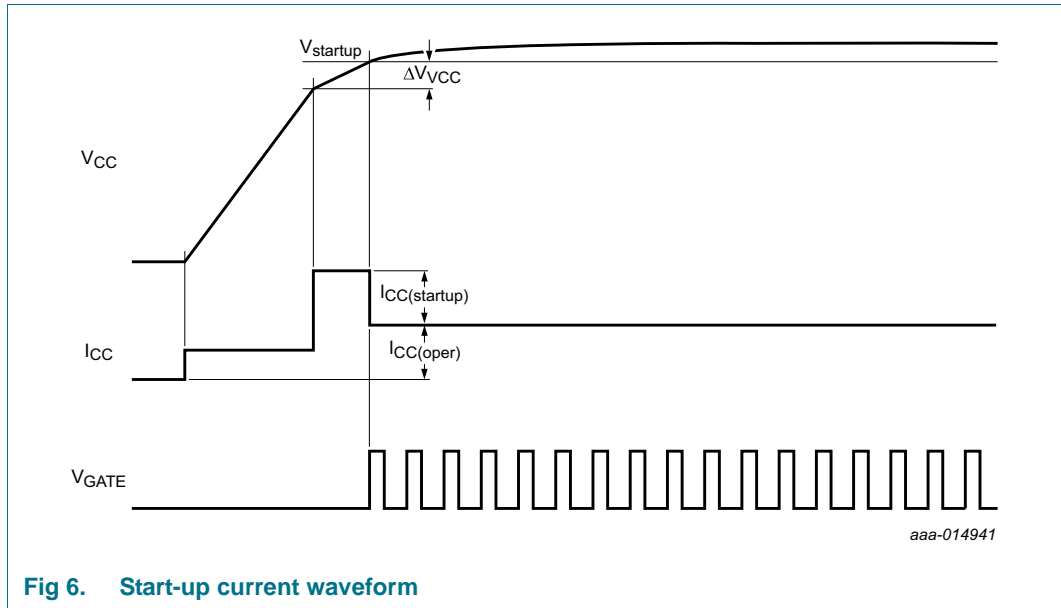 Vstartup
ΔVVCC
VCC
ICC(startup)
ICC
ICC(oper)
VGATE
aaa-014941
Fig 6. Start-up current waveform